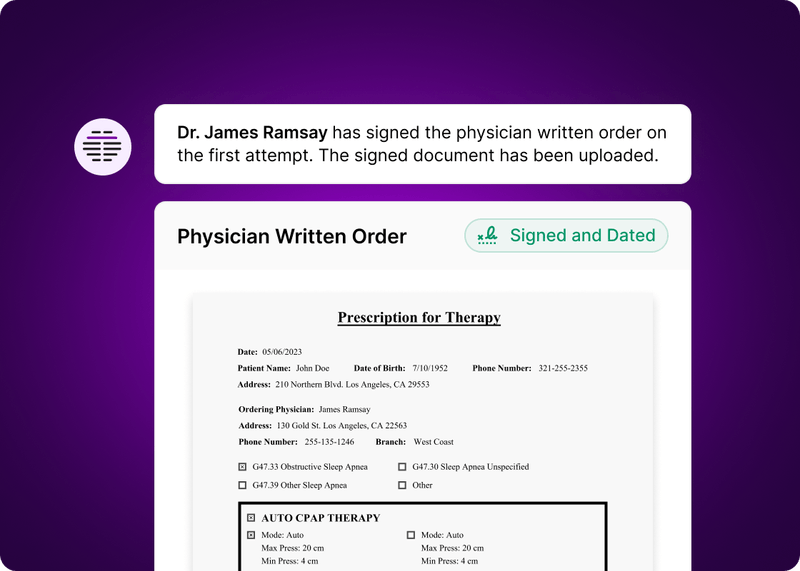 Dr. James Ramsay has signed the physician written order on
the first attempt. The signed document has been uploaded.
Physician Written Order
Signed and Dated
Prescription for Therapy
Date: 05/06/2023
Patient Name: John Doe Date of Birth: 7/10/1952 Phone Number: 321-255-2355
Address: 210 Northern Blvd. Los Angeles, CA 29553
Ordering Physician: James Ramsay
Address: 130 Gold St. Los Angeles, CA 22563
Phone Number: 255-135-1246 Branch: West Coast
G47.33 Obstructive Sleep Apnea G47.30 Sleep Apnea Unspecified
G47.39 Other Sleep Apnea Other
AUTO CPAP THERAPY
Mode: Auto Mode: Auto
Max Press: 20 cm Max Press: 20 cm
Min Press: 4 cm Min Press: 4 cm